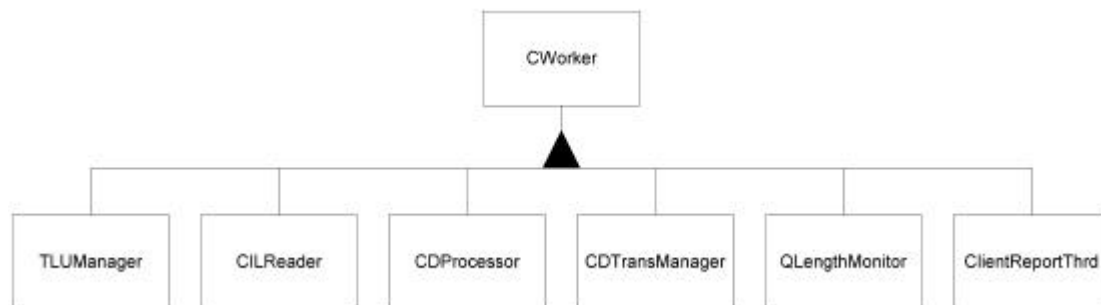 CWorker
TLUManager
CILReader
CDProcessor
CDTransManager
QLengthMonitor
ClientReportThrd